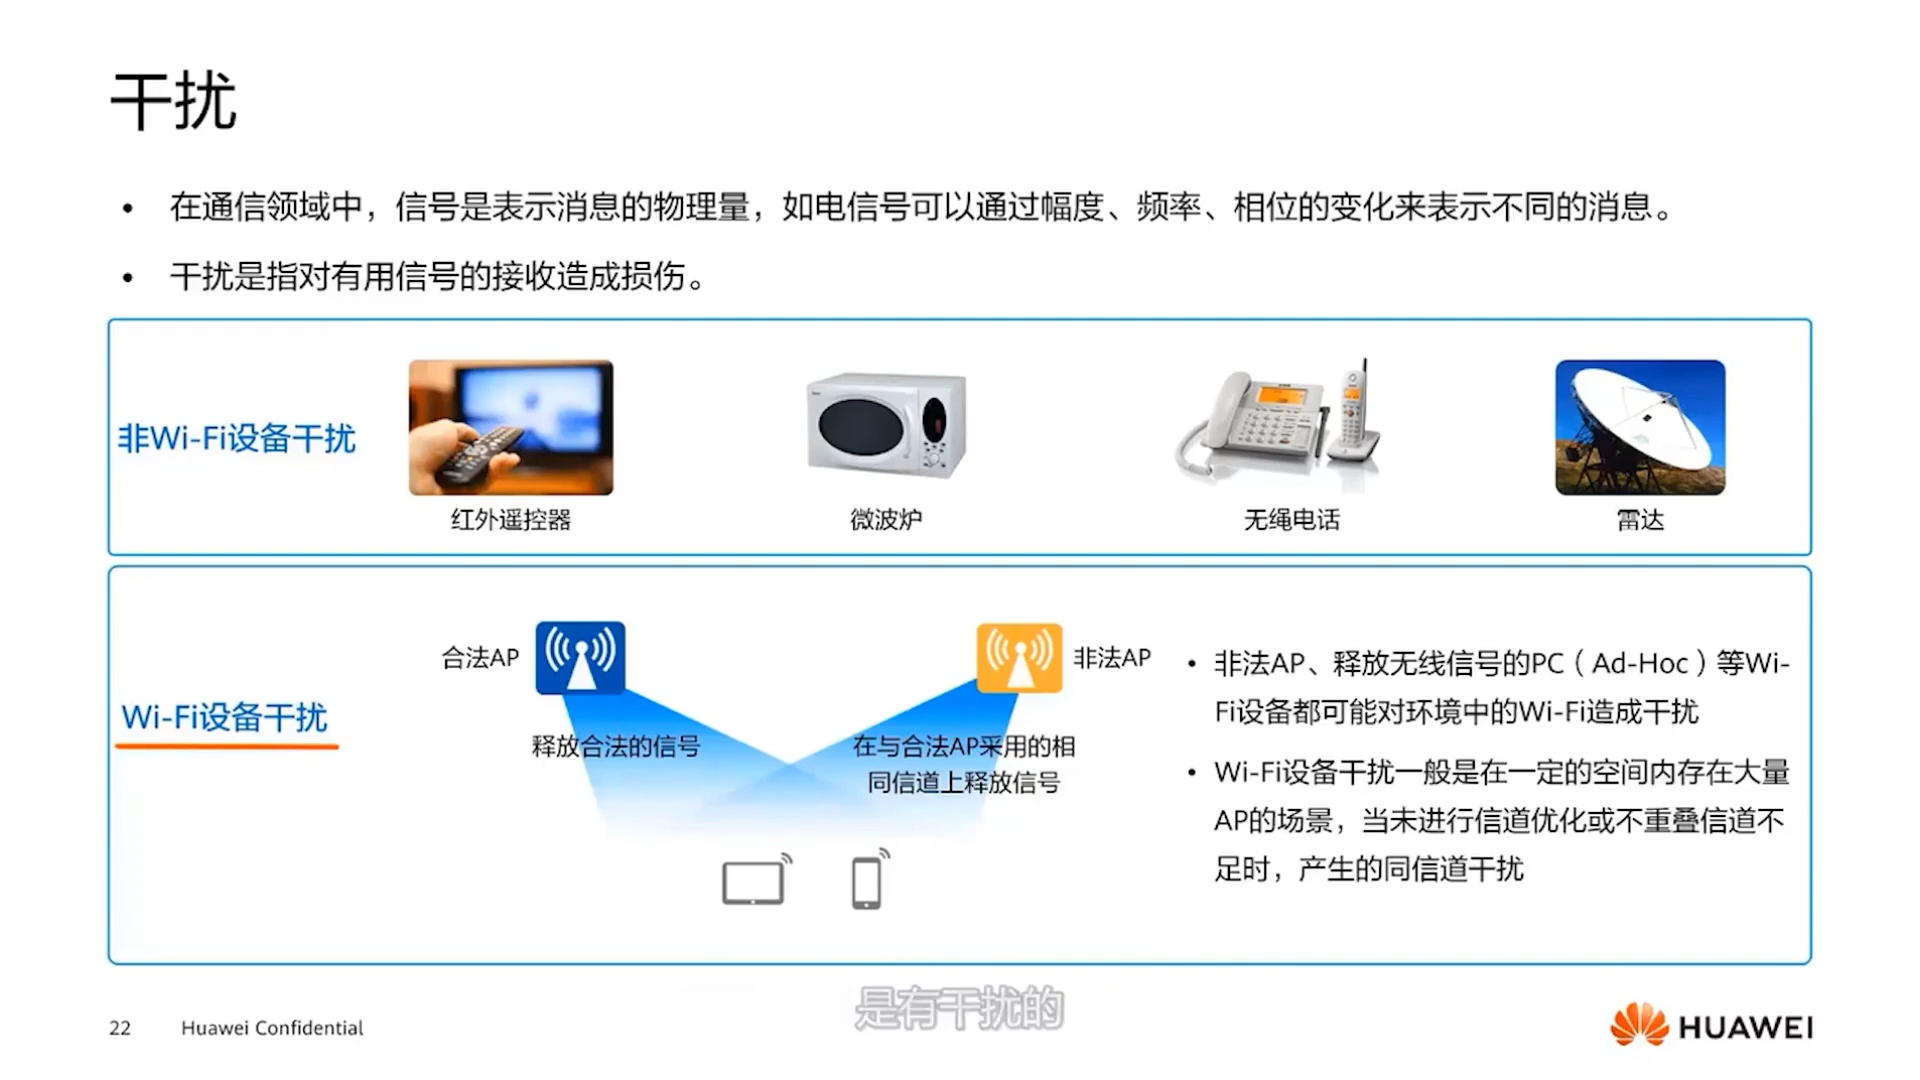 干扰
• 在通信领域中，信号是表示消息的物理量，如电信号可以通过幅度、频率、相位的变化来表示不同的消息。
• 干扰是指对有用信号的接收造成损伤。
非Wi-Fi设备干扰
红外遥控器
微波炉
无绳电话
雷达
Wi-Fi设备干扰
合法AP
非法AP
释放合法的信号
在与合法AP采用的相
同信道上释放信号
• 非法AP、释放无线信号的PC（Ad-Hoc）等Wi-
Fi设备都可能对环境中的Wi-Fi造成干扰
• Wi-Fi设备干扰一般是在一定的空间内存在大量
AP的场景，当未进行信道优化或不重叠信道不
足时，产生的同信道干扰
是有干扰的
22
Huawei Confidential
HUAWEI